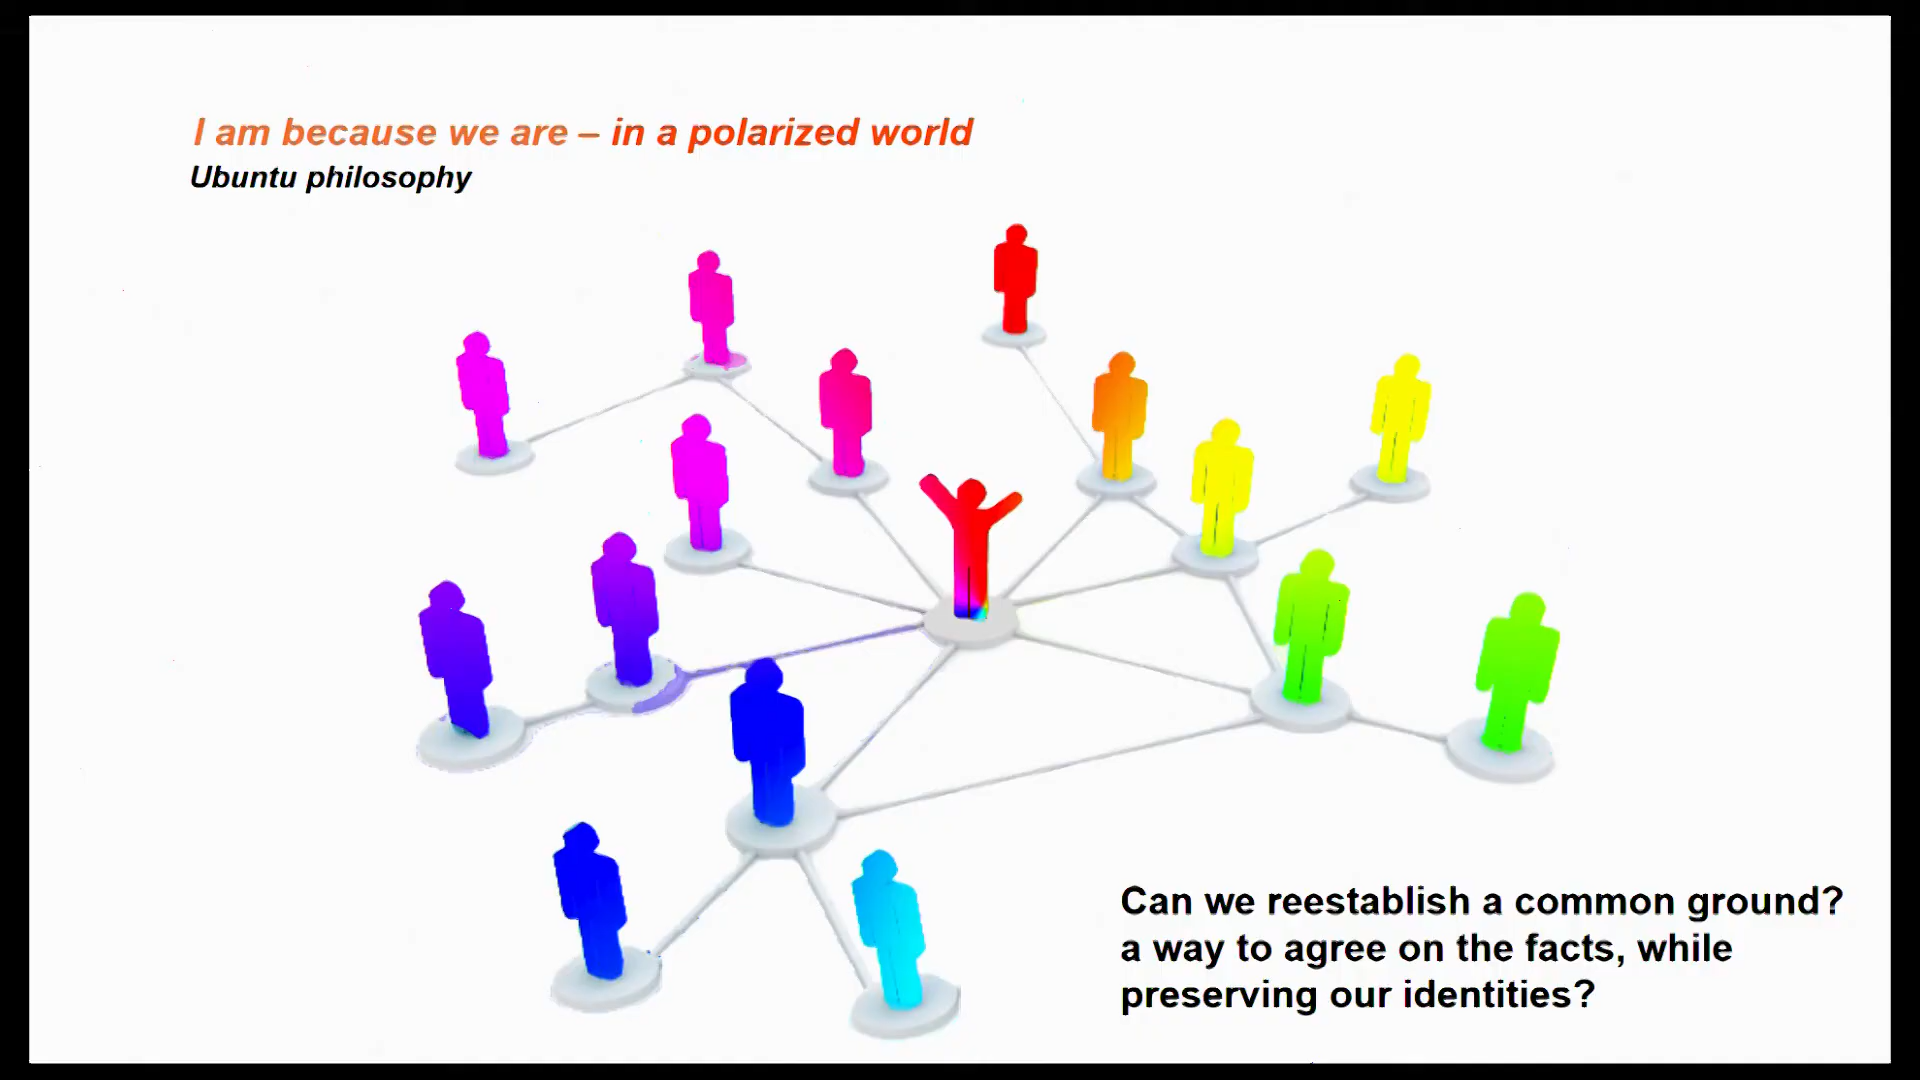 I am because we are – in a polarized world
Ubuntu philosophy
Can we reestablish a common ground?
a way to agree on the facts, while
preserving our identities?